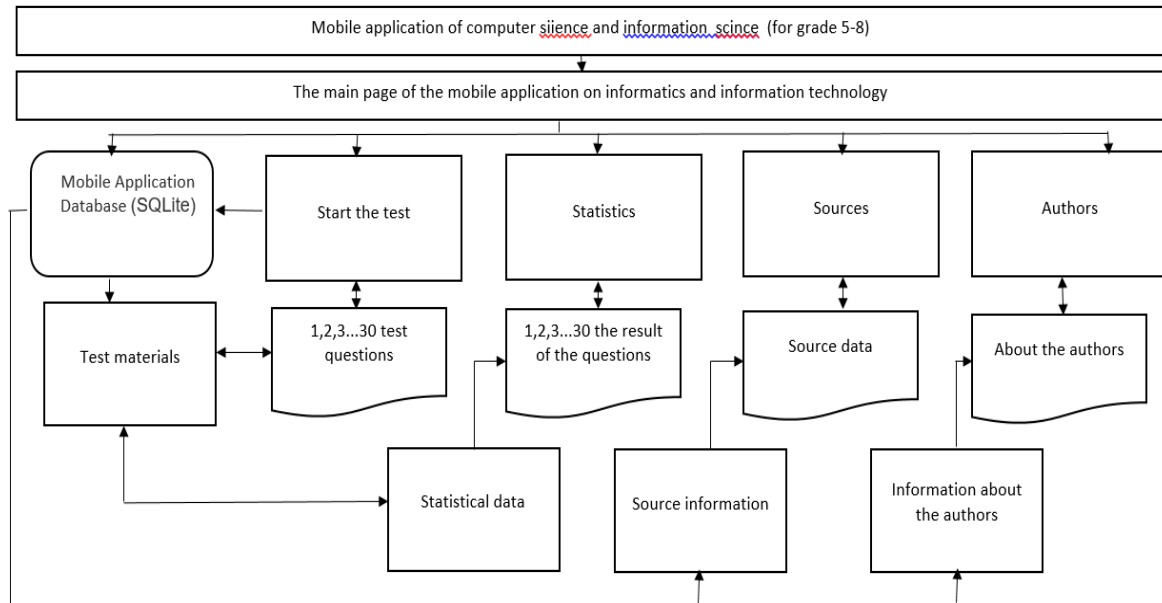 Mobile application of computer siience and information scince (for grade 5-8)
The main page of the mobile application on informatics and information technology
Mobile Application
Database (SQLite)
Start the test
Statistics
Sources
Authors
Test materials
1,2,3...30 test
questions
1,2,3...30 the result
of the questions
Source data
About the authors
Statistical data
Source information
Information about
the authors